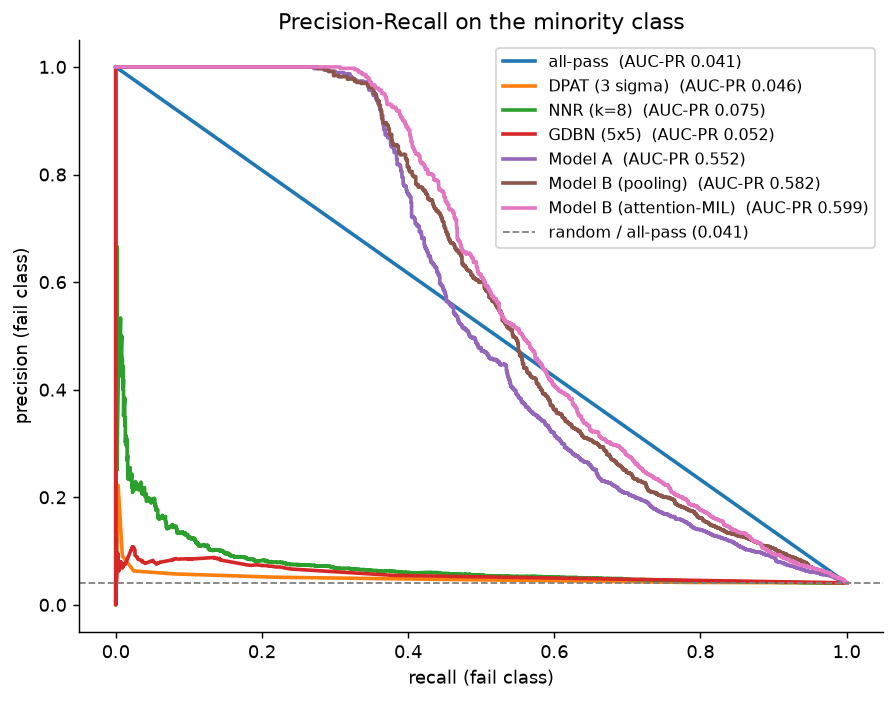 Precision-Recall on the minority class
all-pass (AUC-PR 0.041)
DPAT (3 sigma) (AUC-PR 0.046)
NNR (k=8) (AUC-PR 0.075)
GDBN (5x5) (AUC-PR 0.052)
Model A (AUC-PR 0.552)
Model B (pooling) (AUC-PR 0.582)
Model B (attention-MIL) (AUC-PR 0.599)
random / all-pass (0.041)
precision (fail class)
1.0
0.8
0.6
0.4
0.2
0.0
0.0 0.2 0.4 0.6 0.8 1.0
recall (fail class)